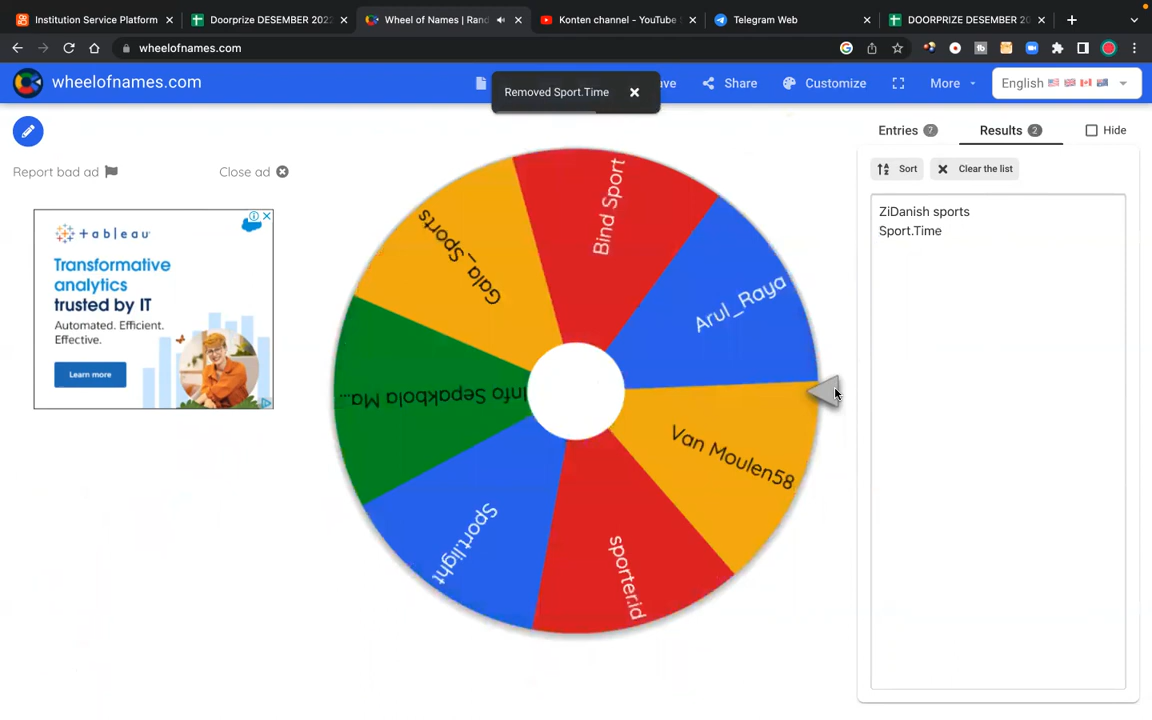 Institution Service Platform
Doorprize DESEMBER 202
Wheel of Names | Rand
Konten channel - YouTube S
Telegram Web
DOORPRIZE DESEMBER 20
wheelofnames.com
wheelofnames.com
Removed Sport.Time
Share
Customize
More
English
Report bad ad
Close ad
tableau
Transformative
analytics
trusted by IT
Automated. Efficient.
Effective.
Learn more
Bind Sport
Arul_Raya
Van Moulen58
sporter.id
Sport.light
Info Sepakbola Ma...
Gala_Sports
Entries 7
Results 2
Hide
Sort
Clear the list
ZiDanish sports
Sport.Time